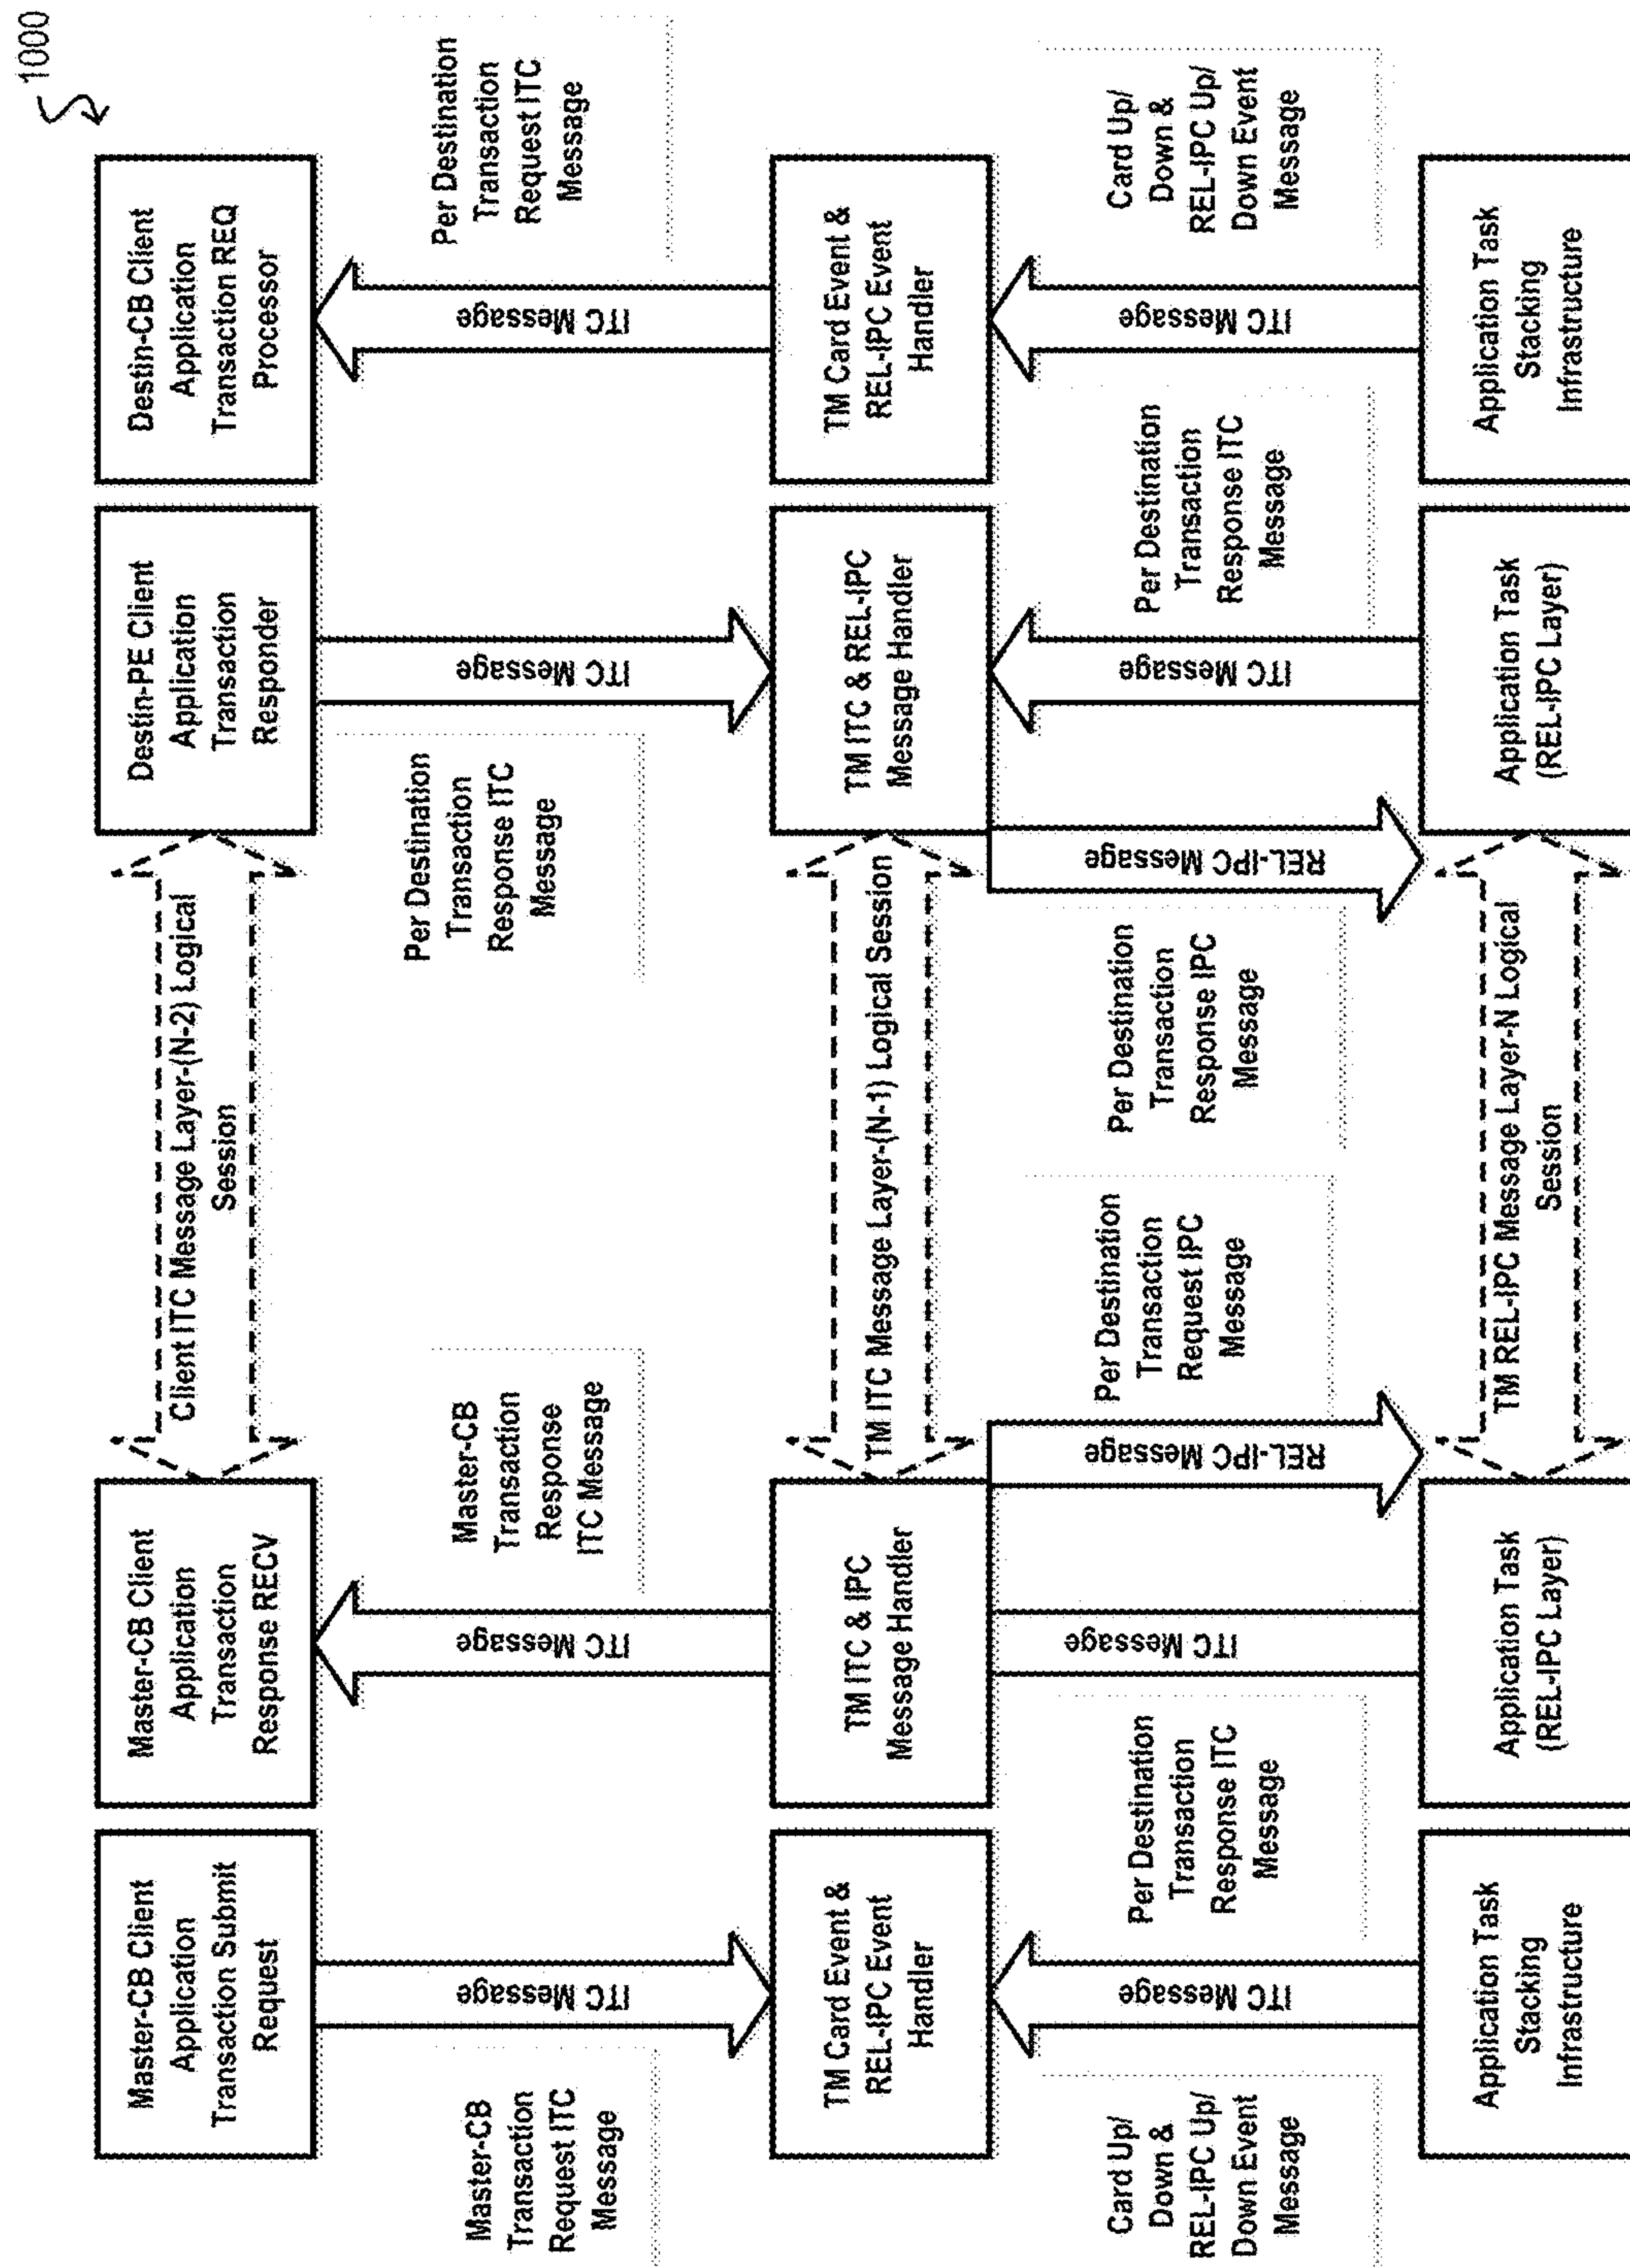 1000
Master-CB Client
Application
Transaction Submit
Request
Master-CB Client
Application
Transaction
Response RECV
Client ITC Message Layer-(N-2) Logical
Session
Destin-PE Client
Application
Transaction
Responder
Destin-CB Client
Application
Transaction REQ
Processor
Master-CB
Transaction
Request ITC
Message
ITC Message
ITC Message
Master-CB
Transaction
Response
ITC Message
Per Destination
Transaction
Response ITC
Message
ITC Message
ITC Message
Per Destination
Transaction
Request ITC
Message
TM Card Event &
REL-IPC Event
Handler
TM ITC & IPC
Message Handler
TM ITC Message Layer-(N-1) Logical Session
TM ITC & REL-IPC
Message Handler
TM Card Event &
REL-IPC Event
Handler
Card Up/
Down &
REL-IPC Up/
Down Event
Message
ITC Message
Per Destination
Transaction
Response ITC
Message
ITC Message
REL-IPC Message
Per Destination
Transaction
Request IPC
Message
Per Destination
Transaction
Response IPC
Message
REL-IPC Message
ITC Message
Per Destination
Transaction
Response ITC
Message
ITC Message
Card Up/
Down &
REL-IPC Up/
Down Event
Message
Application Task
Stacking
Infrastructure
Application Task
(REL-IPC Layer)
TM REL-IPC Message Layer-N Logical
Session
Application Task
(REL-IPC Layer)
Application Task
Stacking
Infrastructure